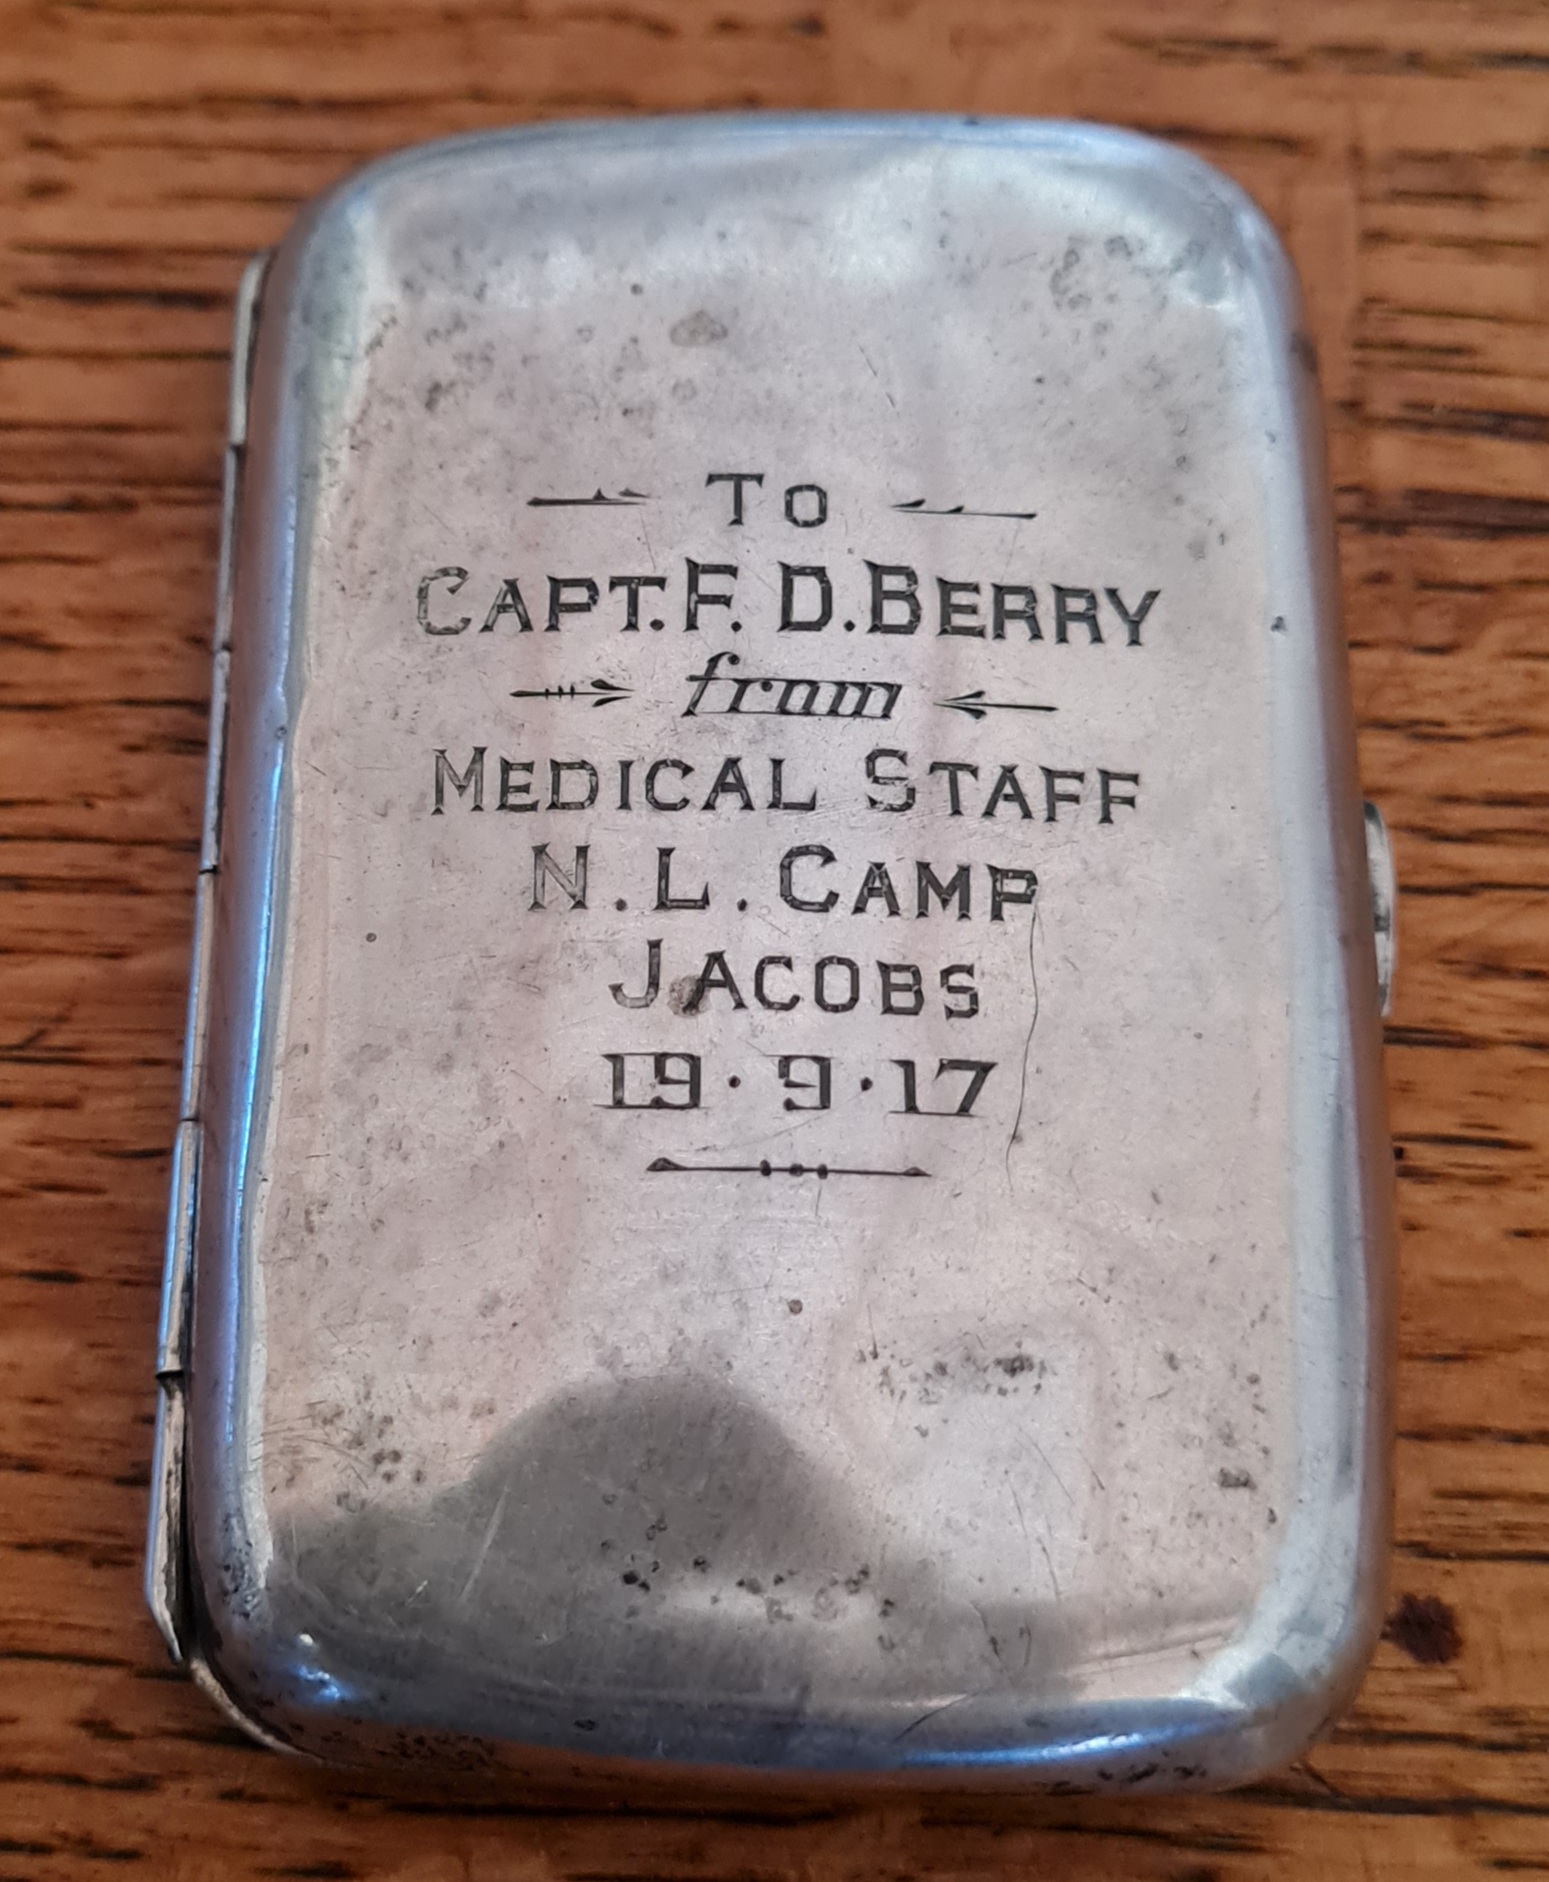 To
CAPT. F. D. BERRY
from
MEDICAL STAFF
N. L. CAMP
JACOBS
19·9·17